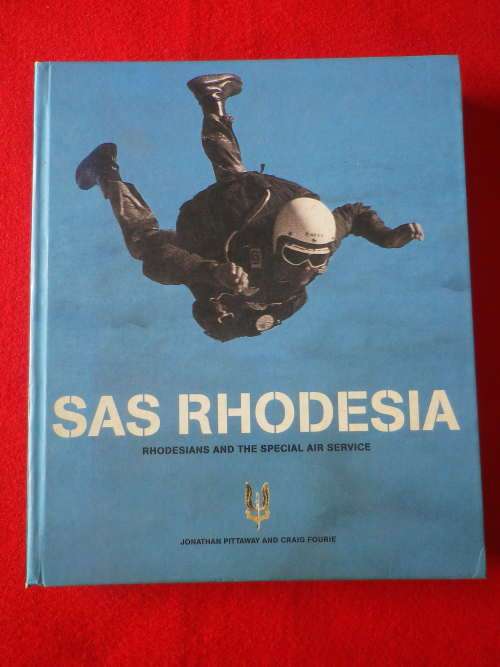 SAS RHODESIA
RHODESIANS AND THE SPECIAL AIR SERVICE
JONATHAN PITTAWAY AND CRAIG FOURIE